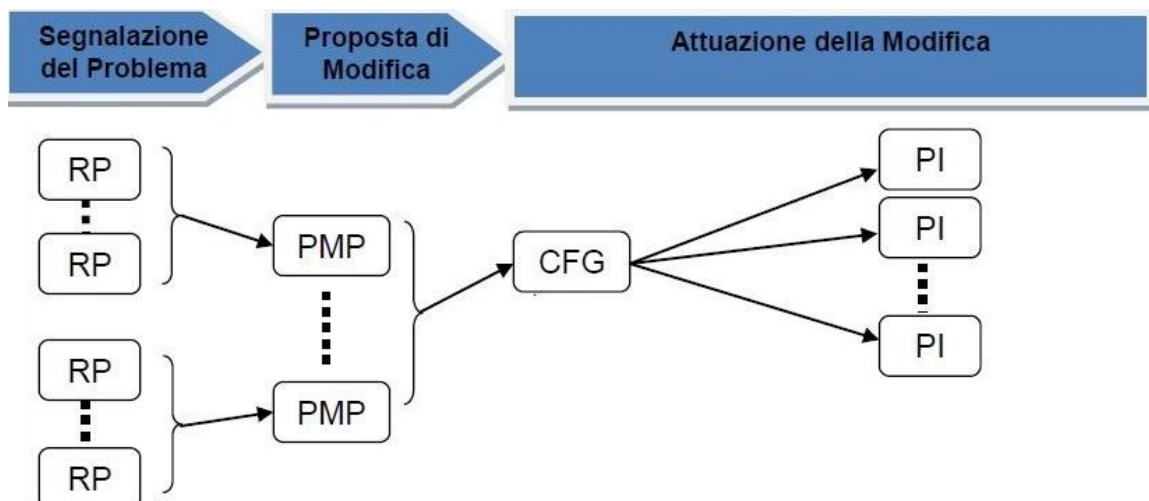 Segnalazione
del Problema
Proposta di
Modifica
Attuazione della Modifica
RP
RP
RP
RP
PMP
PMP
CFG
PI
PI
PI